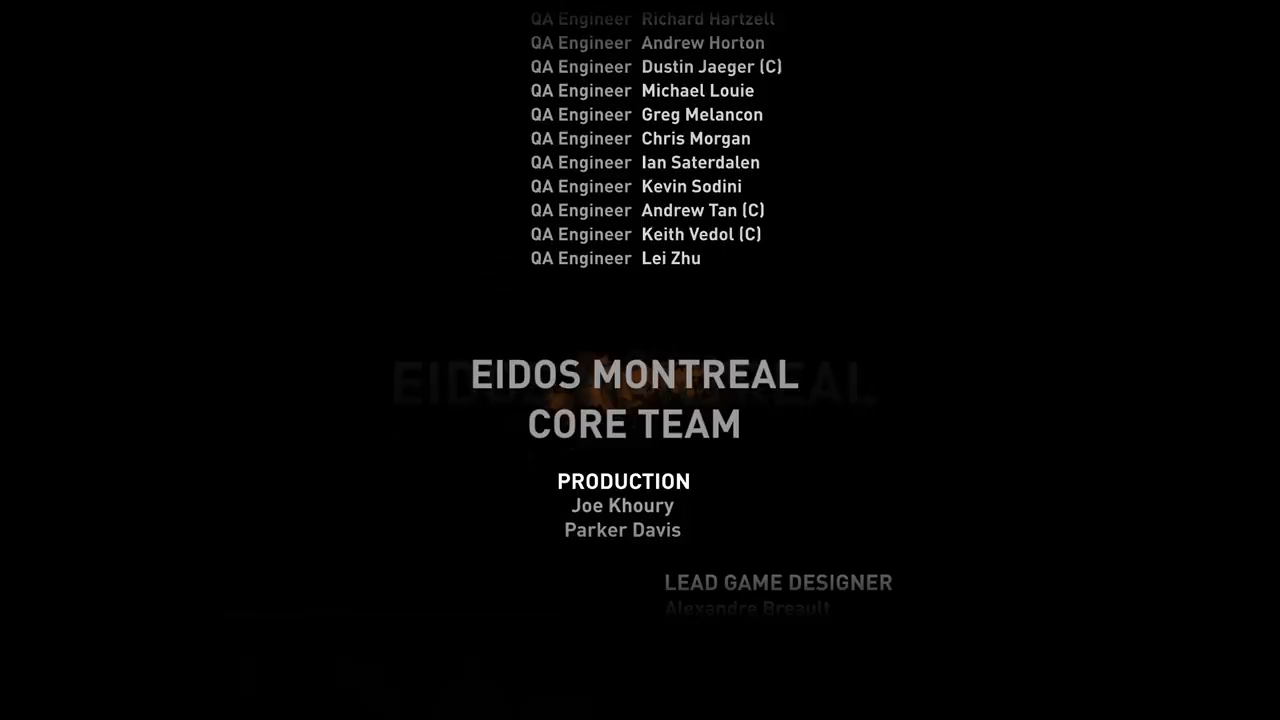 QA Engineer Richard Hartzell
QA Engineer Andrew Horton
QA Engineer Dustin Jaeger (C)
QA Engineer Michael Louie
QA Engineer Greg Melancon
QA Engineer Chris Morgan
QA Engineer Ian Saterdalen
QA Engineer Kevin Sodini
QA Engineer Andrew Tan (C)
QA Engineer Keith Vedol (C)
QA Engineer Lei Zhu
EIDOS MONTREAL
CORE TEAM
PRODUCTION
Joe Khoury
Parker Davis
LEAD GAME DESIGNER
Alexandre Breault